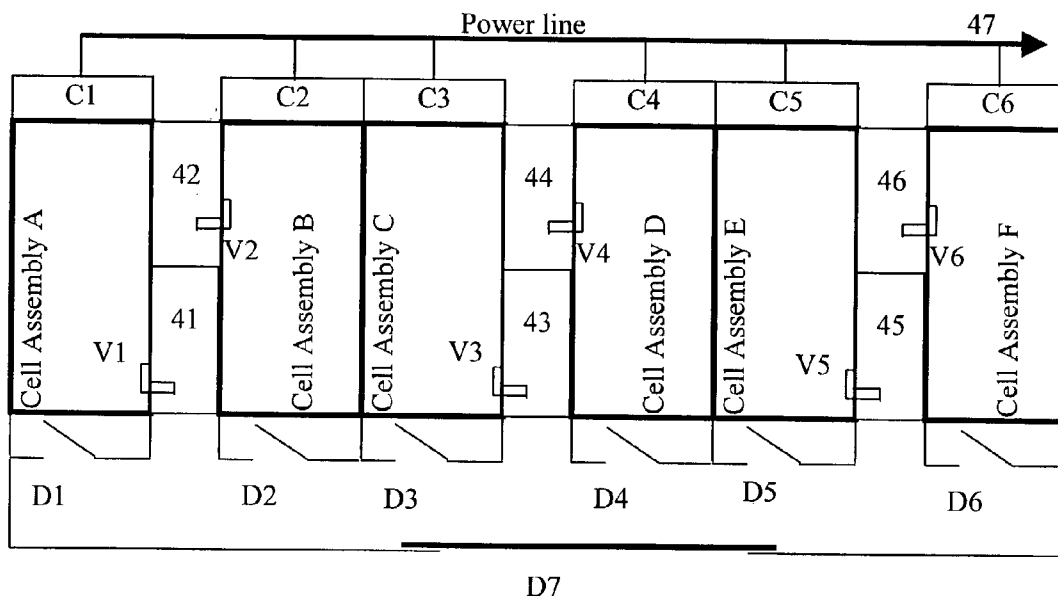 Power line 47
C1 C2 C3 C4 C5 C6
42 44 46
V2 V4 V6
Cell Assembly A
Cell Assembly B
Cell Assembly C
Cell Assembly D
Cell Assembly E
Cell Assembly F
41 43 45
V1 V3 V5
D1 D2 D3 D4 D5 D6
D7